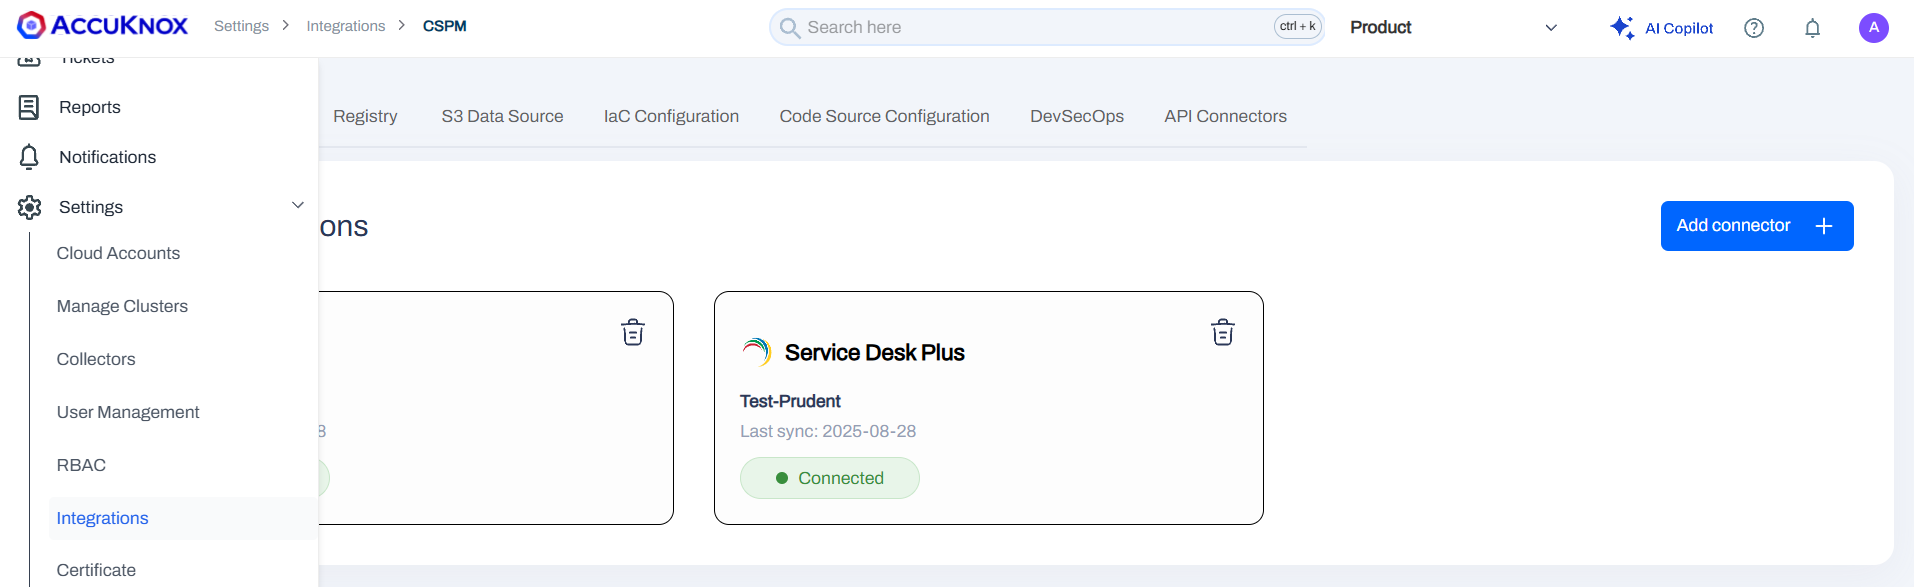 ACCUKNOX
Settings > Integrations > CSPM
Search here
ctrl + k
Product
AI Copilot
A
Tickets
Reports
Notifications
Settings
Cloud Accounts
Manage Clusters
Collectors
User Management
RBAC
Integrations
Certificate
Registry
S3 Data Source
IaC Configuration
Code Source Configuration
DevSecOps
API Connectors
ons
Add connector +
8
Service Desk Plus
Test-Prudent
Last sync: 2025-08-28
Connected